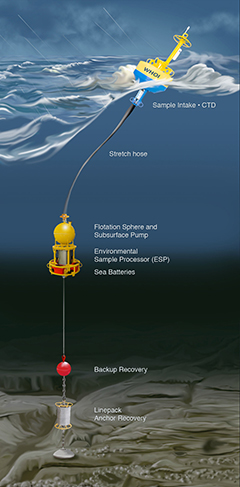 WHOI
Sample Intake • CTD
Stretch hose
Flotation Sphere and
Subsurface Pump
Environmental
Sample Processor (ESP)
Sea Batteries
Backup Recovery
Linepack
Anchor Recovery